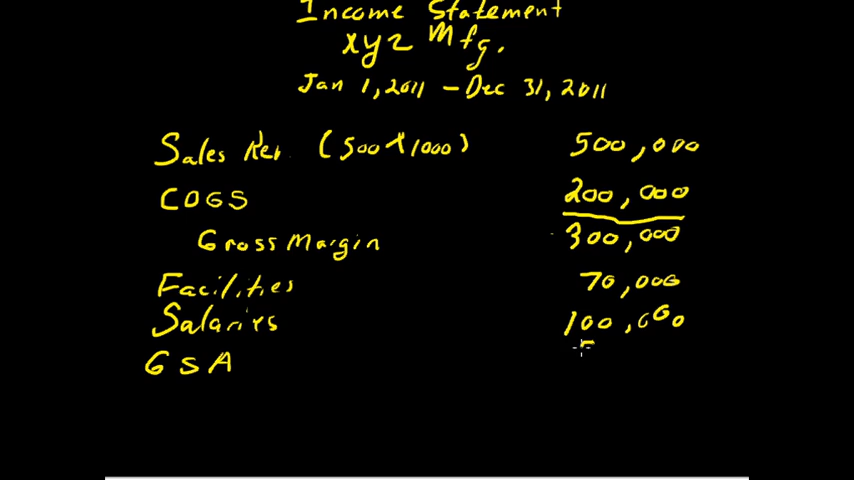 Income Statement
xyz Mfg.
Jan 1, 2011 - Dec 31, 2011
Sales Rev (500 x 1000) 500,000
COGS 200,000
Gross Margin 300,000
Facilities 70,000
Salaries 100,000
GSA